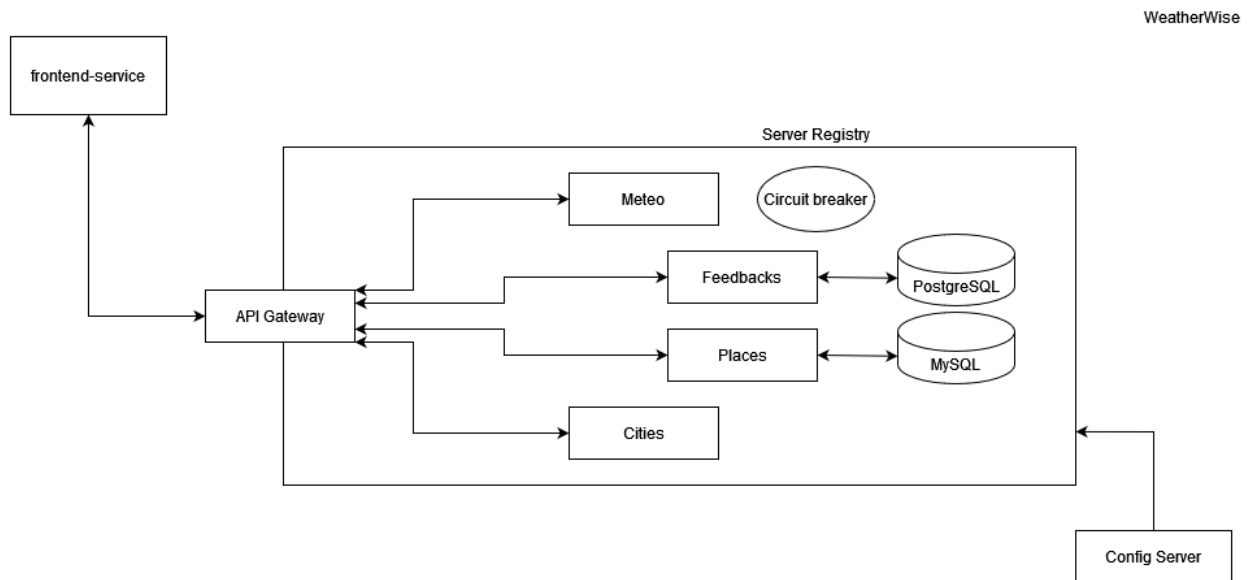 WeatherWise
frontend-service
Server Registry
Meteo
Circuit breaker
Feedbacks
PostgreSQL
API Gateway
Places
MySQL
Cities
Config Server